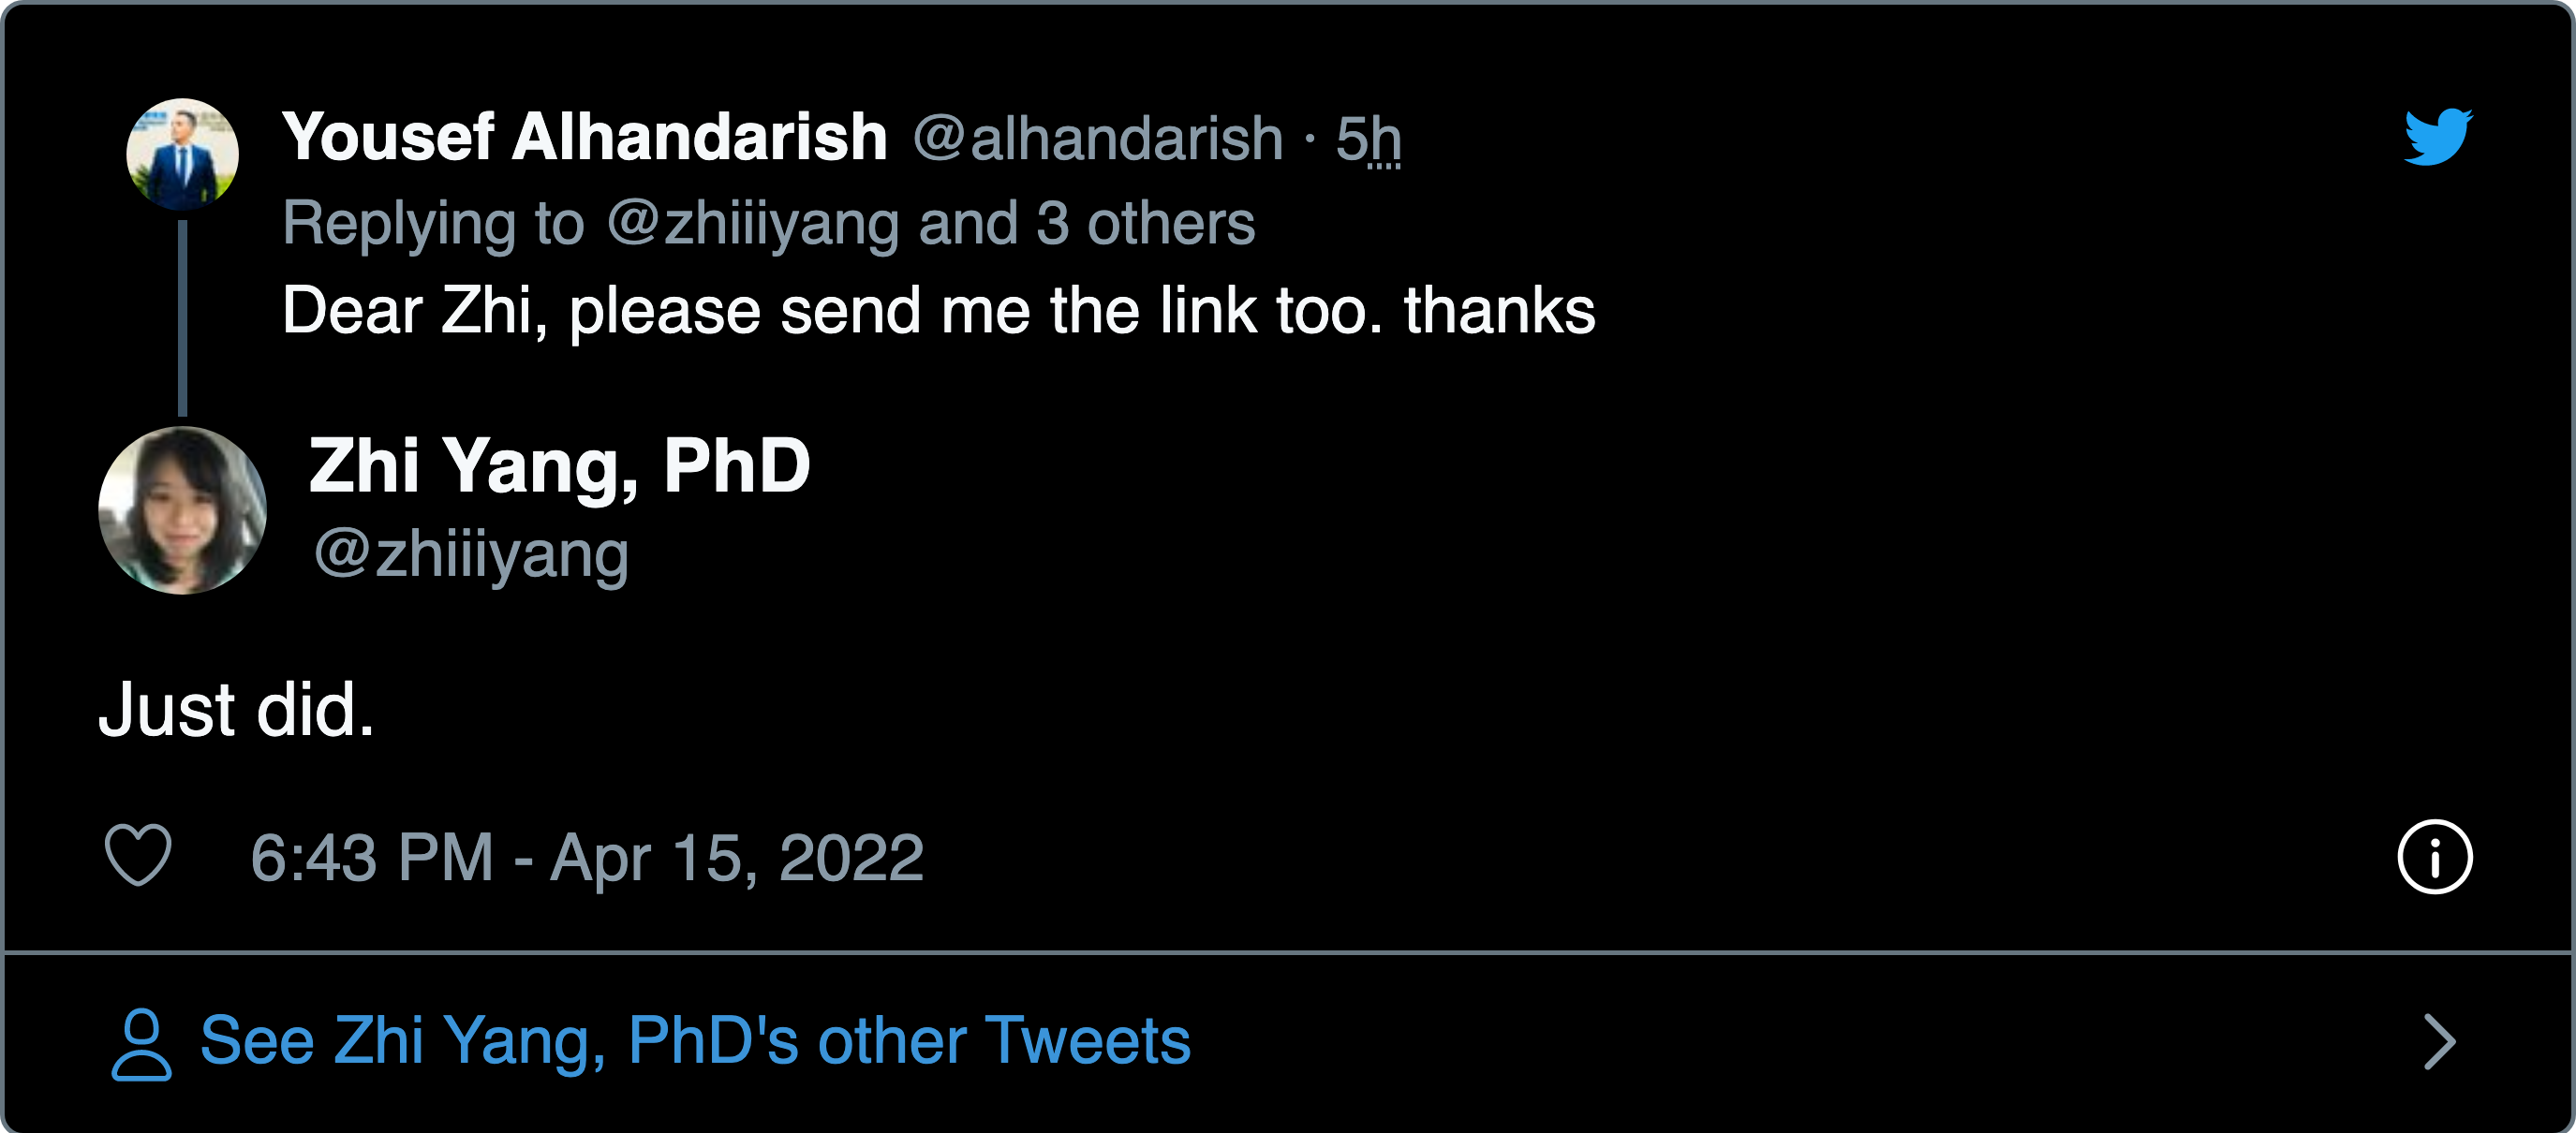 Yousef Alhandarish @alhandarish · 5h
Replying to @zhiiiyang and 3 others
Dear Zhi, please send me the link too. thanks
Zhi Yang, PhD
@zhiiiyang
Just did.
6:43 PM - Apr 15, 2022
See Zhi Yang, PhD's other Tweets